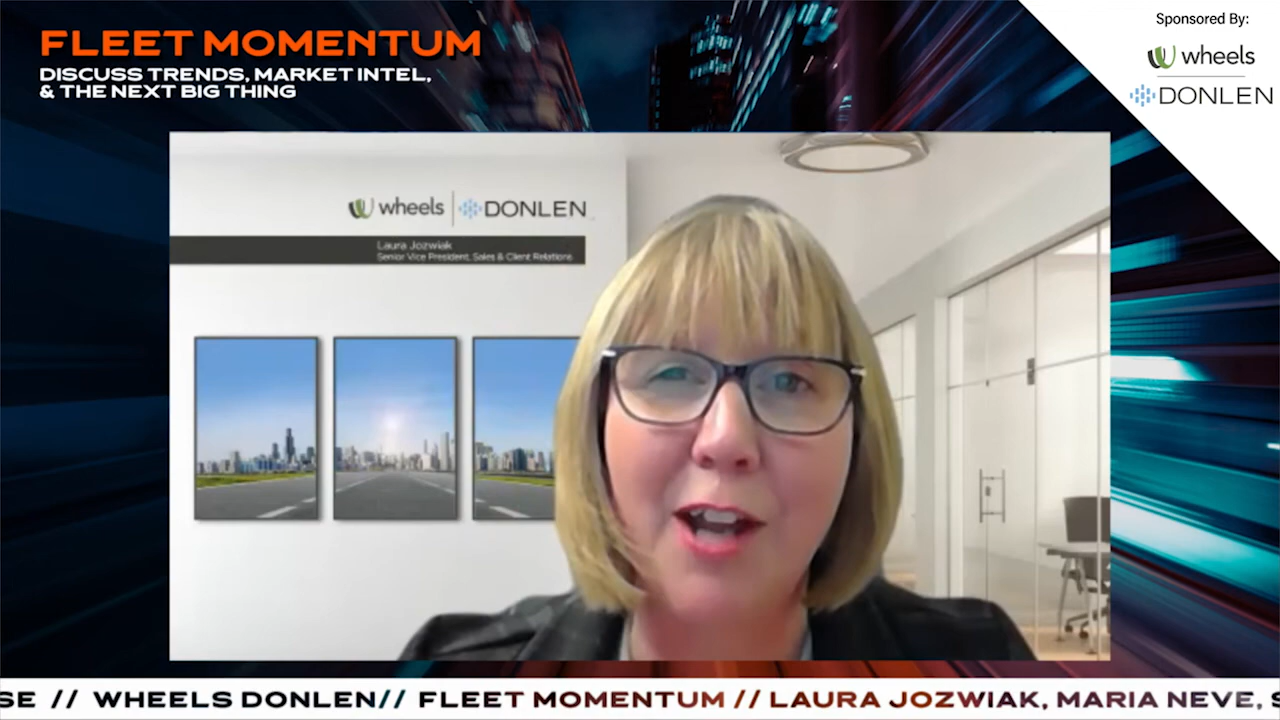 FLEET MOMENTUM
DISCUSS TRENDS, MARKET INTEL,
& THE NEXT BIG THING
Sponsored By:
wheels
DONLEN
wheels | DONLEN
Laura Jozwiak
Senior Vice President, Sales & Client Relations
SE // WHEELS DONLEN// FLEET MOMENTUM // LAURA JOZWIAK, MARIA NEVE, S